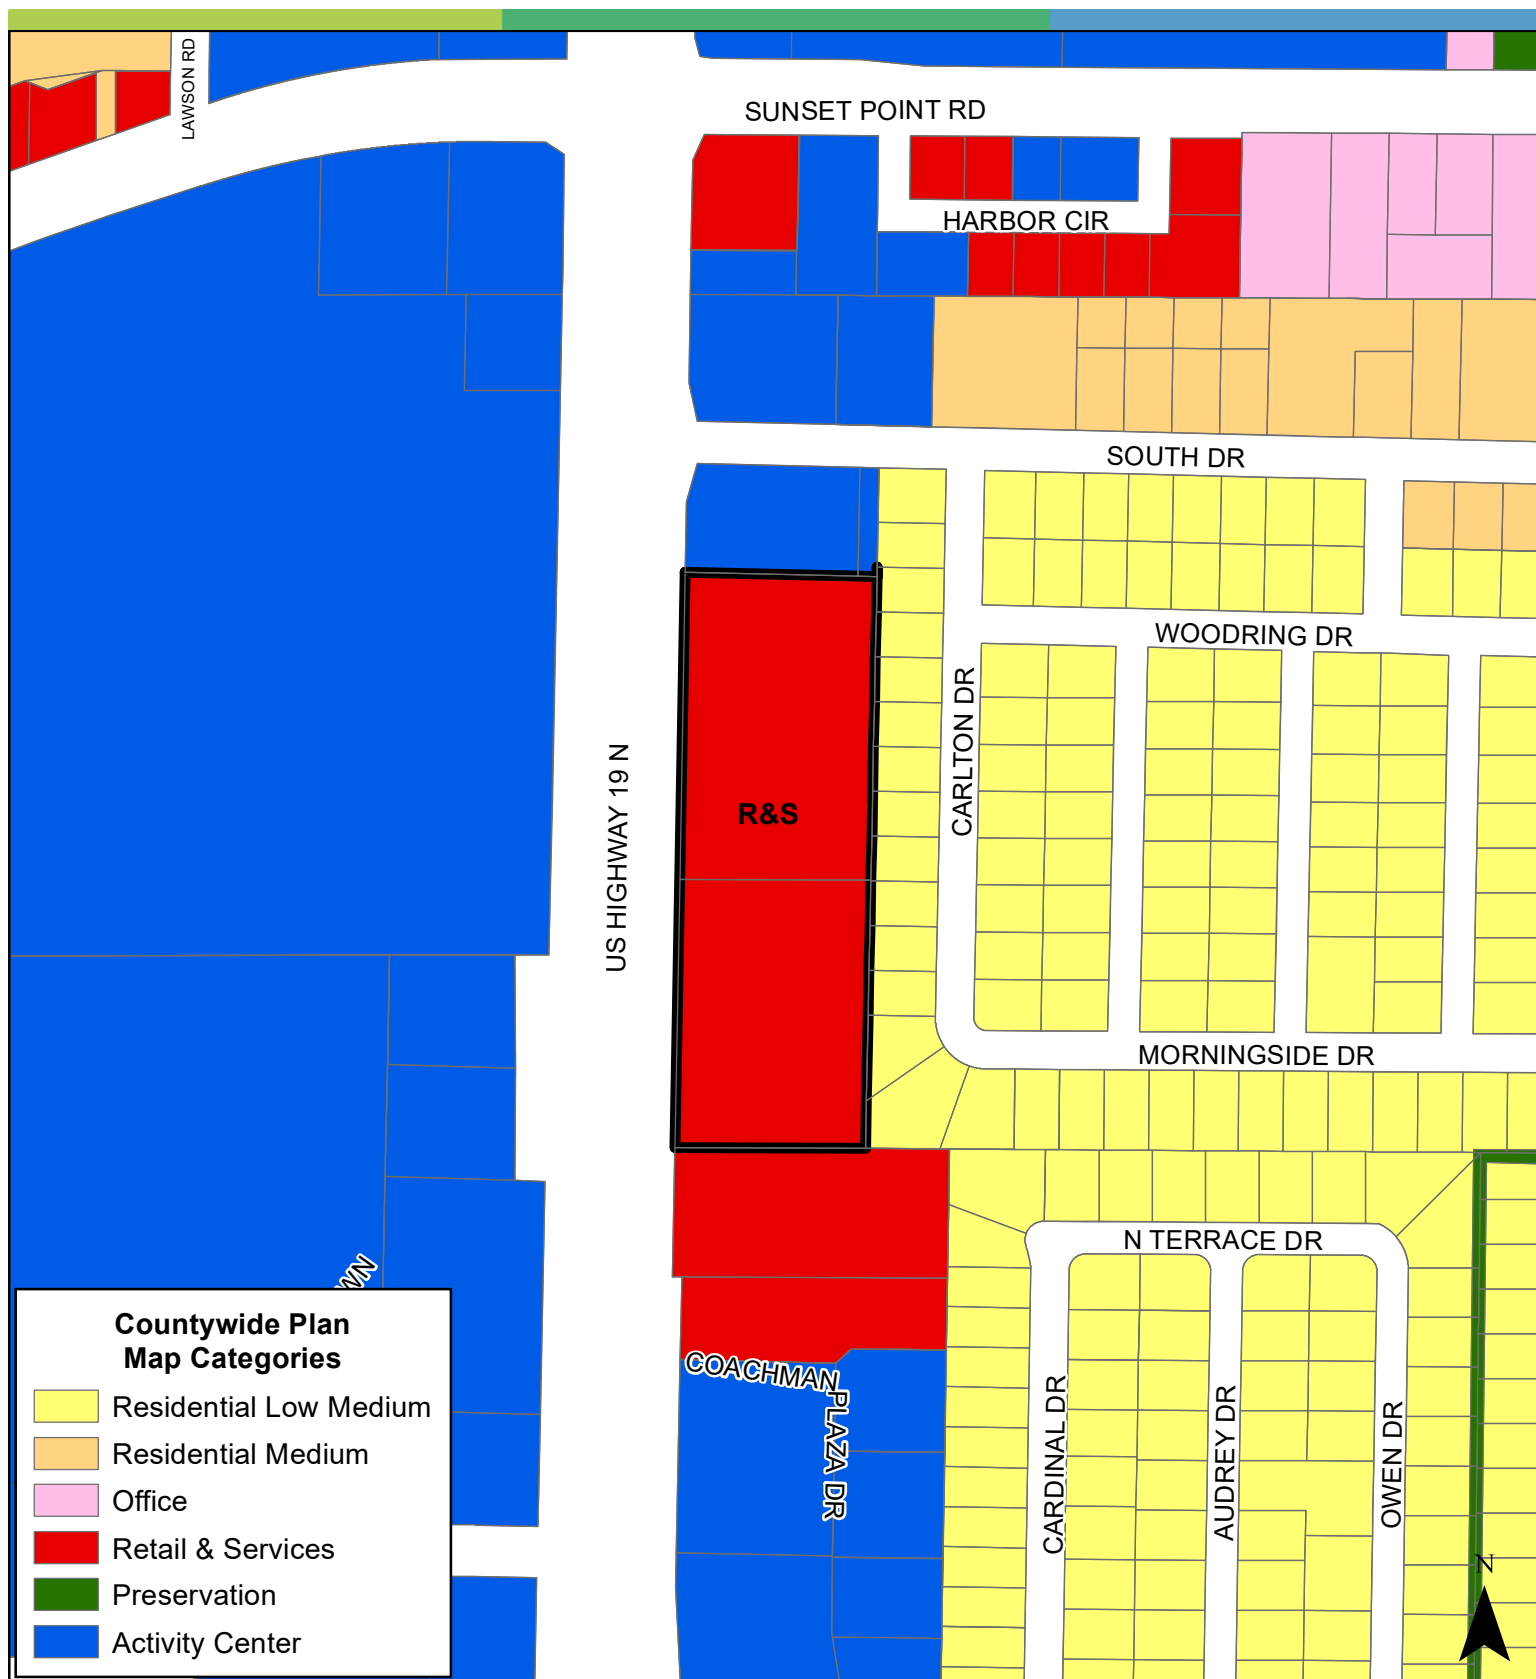 LAWSON RD
SUNSET POINT RD
HARBOR CIR
SOUTH DR
WOODRING DR
CARLTON DR
US HIGHWAY 19 N
R&S
MORNINGSIDE DR
N TERRACE DR
COACHMAN
PLAZA DR
CARDINAL DR
AUDREY DR
OWEN DR
Countywide Plan
Map Categories
Residential Low Medium
Residential Medium
Office
Retail & Services
Preservation
Activity Center
N